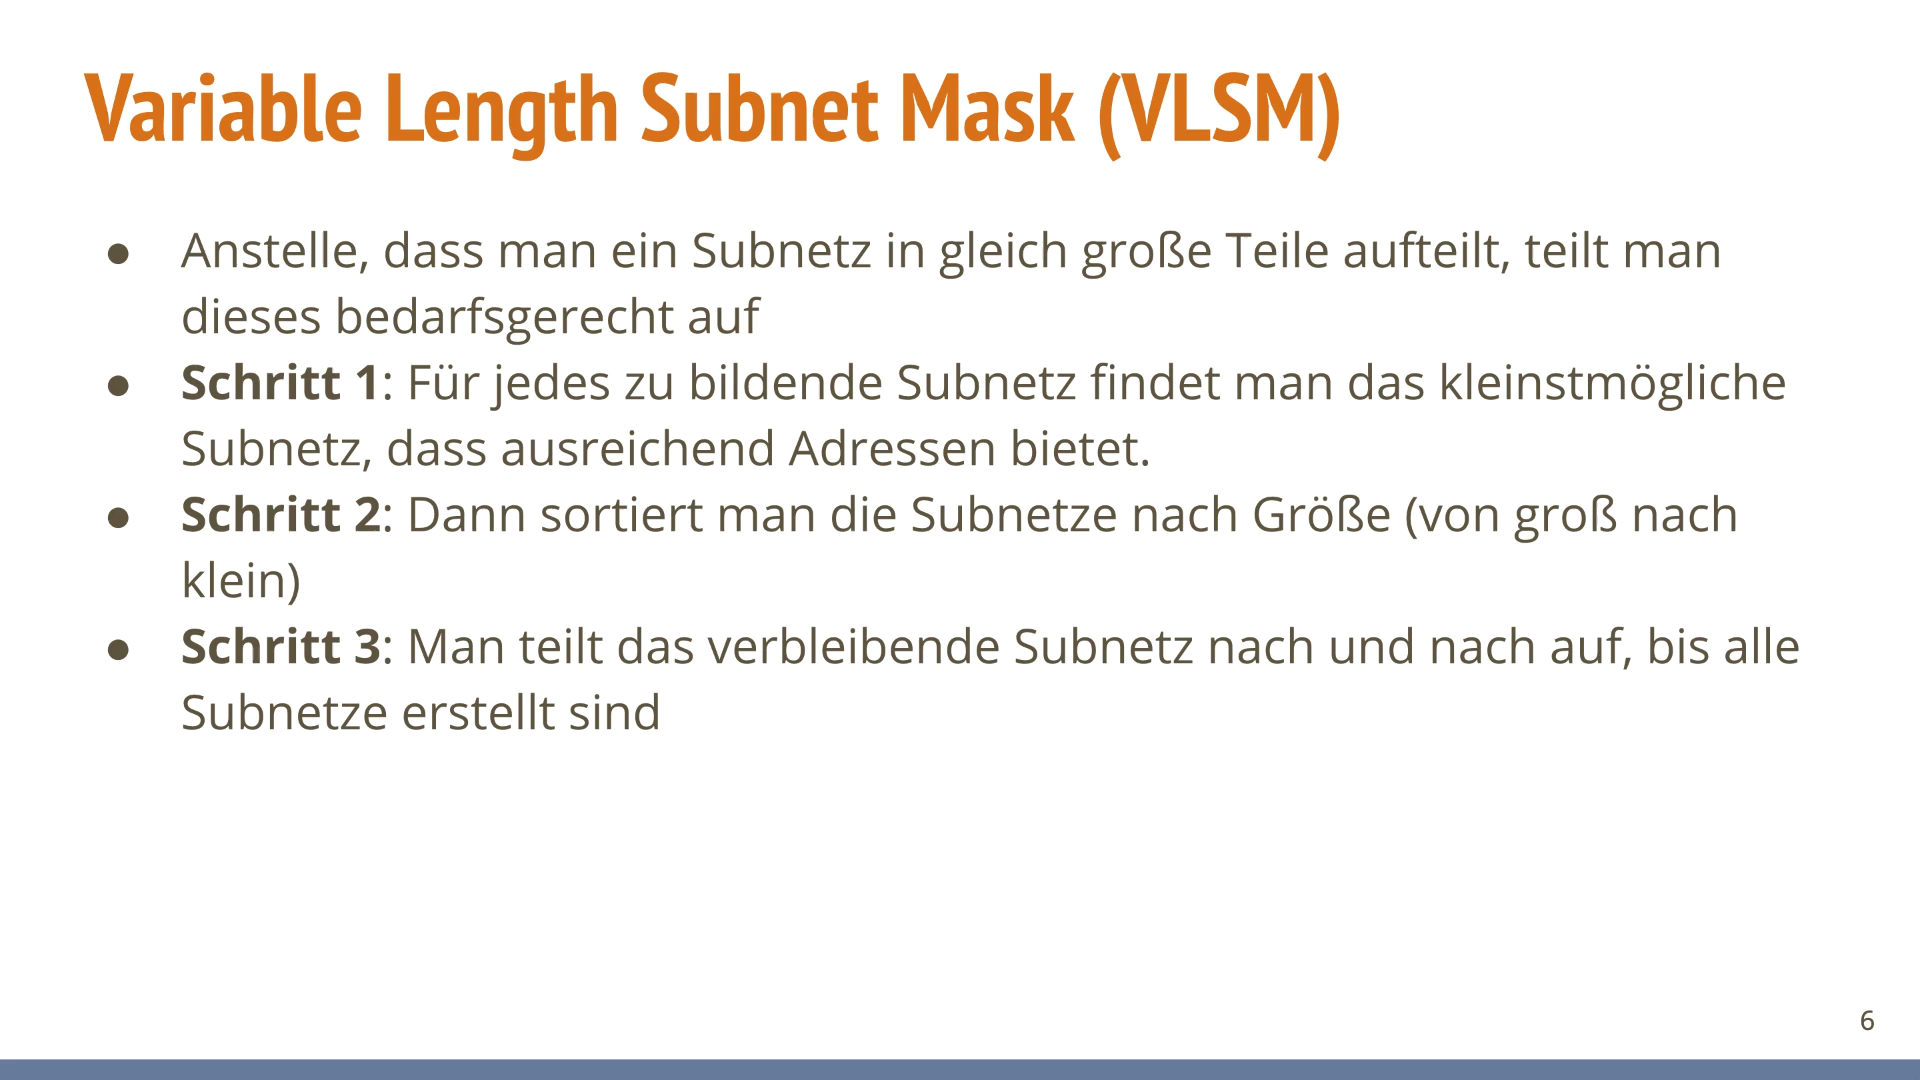 Variable Length Subnet Mask (VLSM)
● Anstelle, dass man ein Subnetz in gleich große Teile aufteilt, teilt man
dieses bedarfsgerecht auf
● Schritt 1: Für jedes zu bildende Subnetz findet man das kleinstmögliche
Subnetz, dass ausreichend Adressen bietet.
● Schritt 2: Dann sortiert man die Subnetze nach Größe (von groß nach
klein)
● Schritt 3: Man teilt das verbleibende Subnetz nach und nach auf, bis alle
Subnetze erstellt sind
6